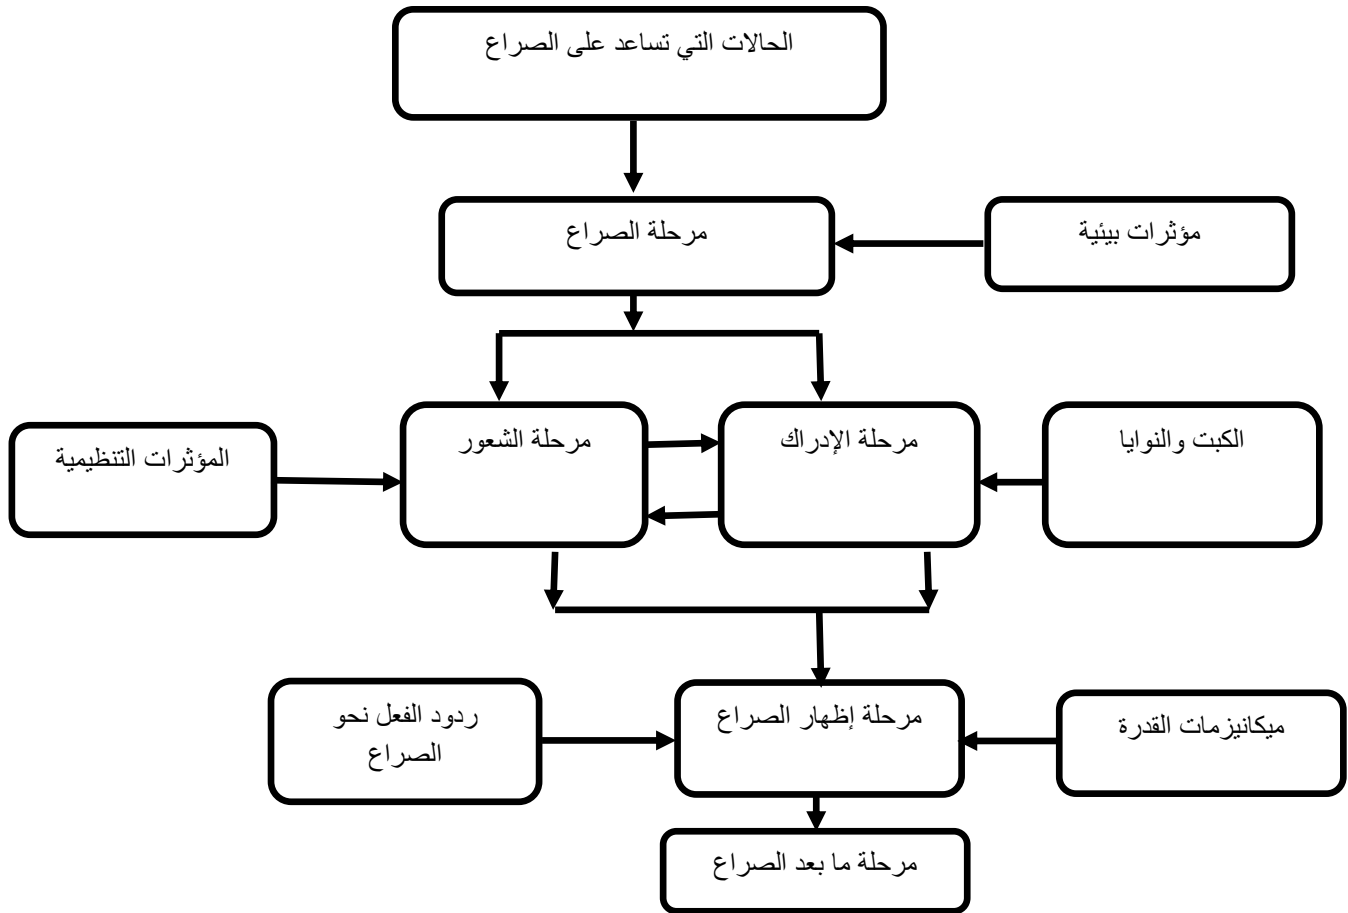 الحالات التي تساعد على الصراع
مرحلة الصراع
مؤثرات بيئية
الكبت والنوايا
مرحلة الإدراك
مرحلة الشعور
المؤثرات التنظيمية
ميكانيزمات القدرة
مرحلة إظهار الصراع
ردود الفعل نحو
الصراع
مرحلة ما بعد الصراع